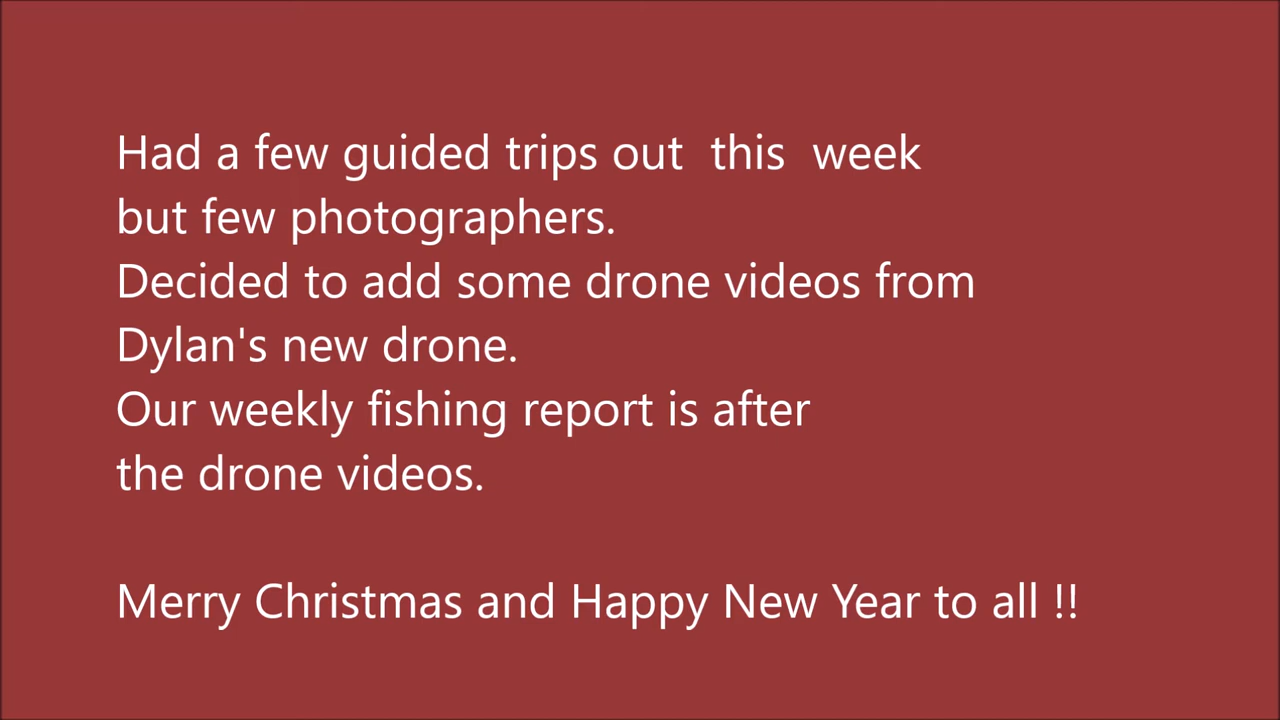 Had a few guided trips out  this  week
but few photographers.
Decided to add some drone videos from
Dylan's new drone.
Our weekly fishing report is after
the drone videos.
Merry Christmas and Happy New Year to all !!